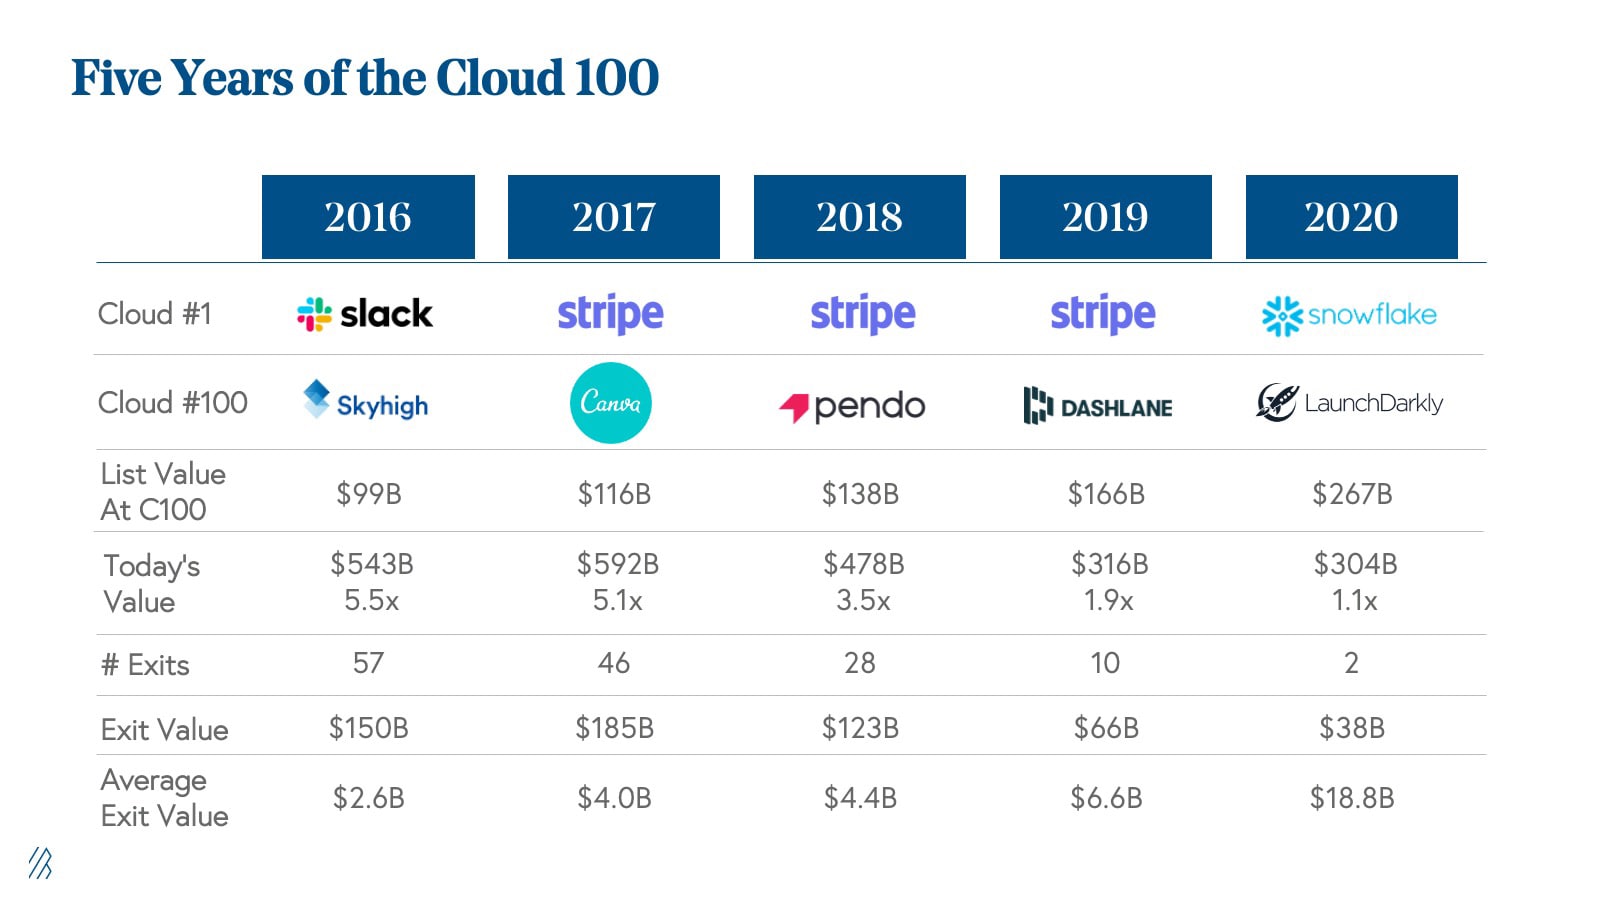 Five Years of the Cloud 100
2016 2017 2018 2019 2020
Cloud #1 slack stripe stripe stripe snowflake
Cloud #100 Skyhigh Canva pendo DASHLANE LaunchDarkly
List Value
At C100 $99B $116B $138B $166B $267B
Today's $543B $592B $478B $316B $304B
Value 5.5x 5.1x 3.5x 1.9x 1.1x
# Exits 57 46 28 10 2
Exit Value $150B $185B $123B $66B $38B
Average
Exit Value $2.6B $4.0B $4.4B $6.6B $18.8B